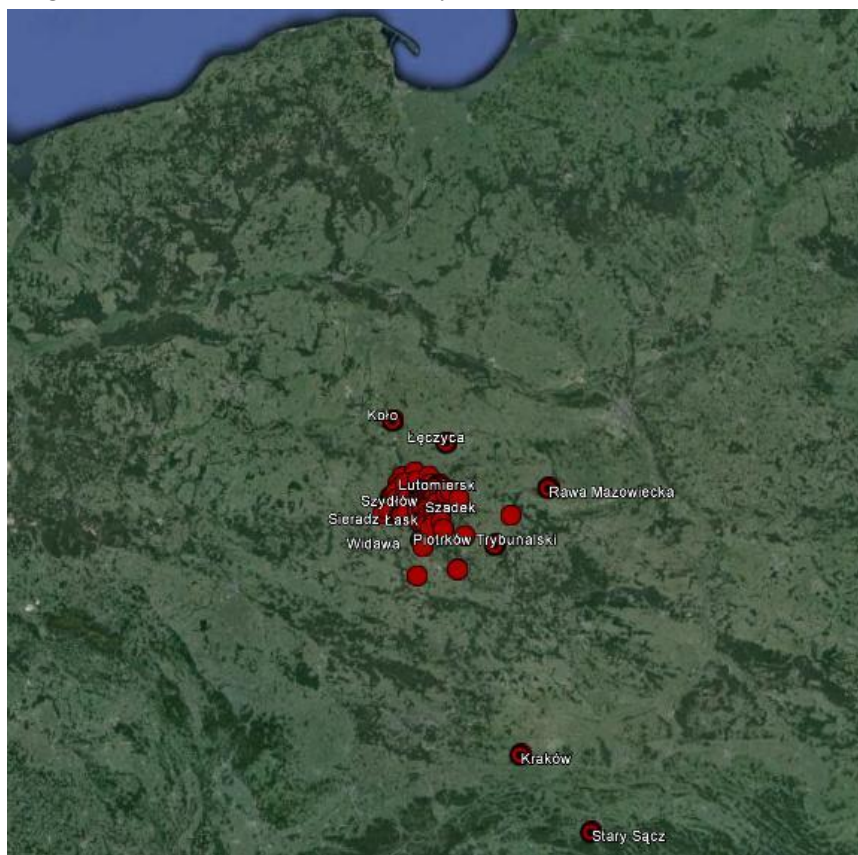 Koło
Łęczyca
Lutomiersk
Rawa Mazowiecka
Szydłów
Szadek
Sieradz Łask
Widawa
Piotrków Trybunalski
Kraków
Stary Sącz